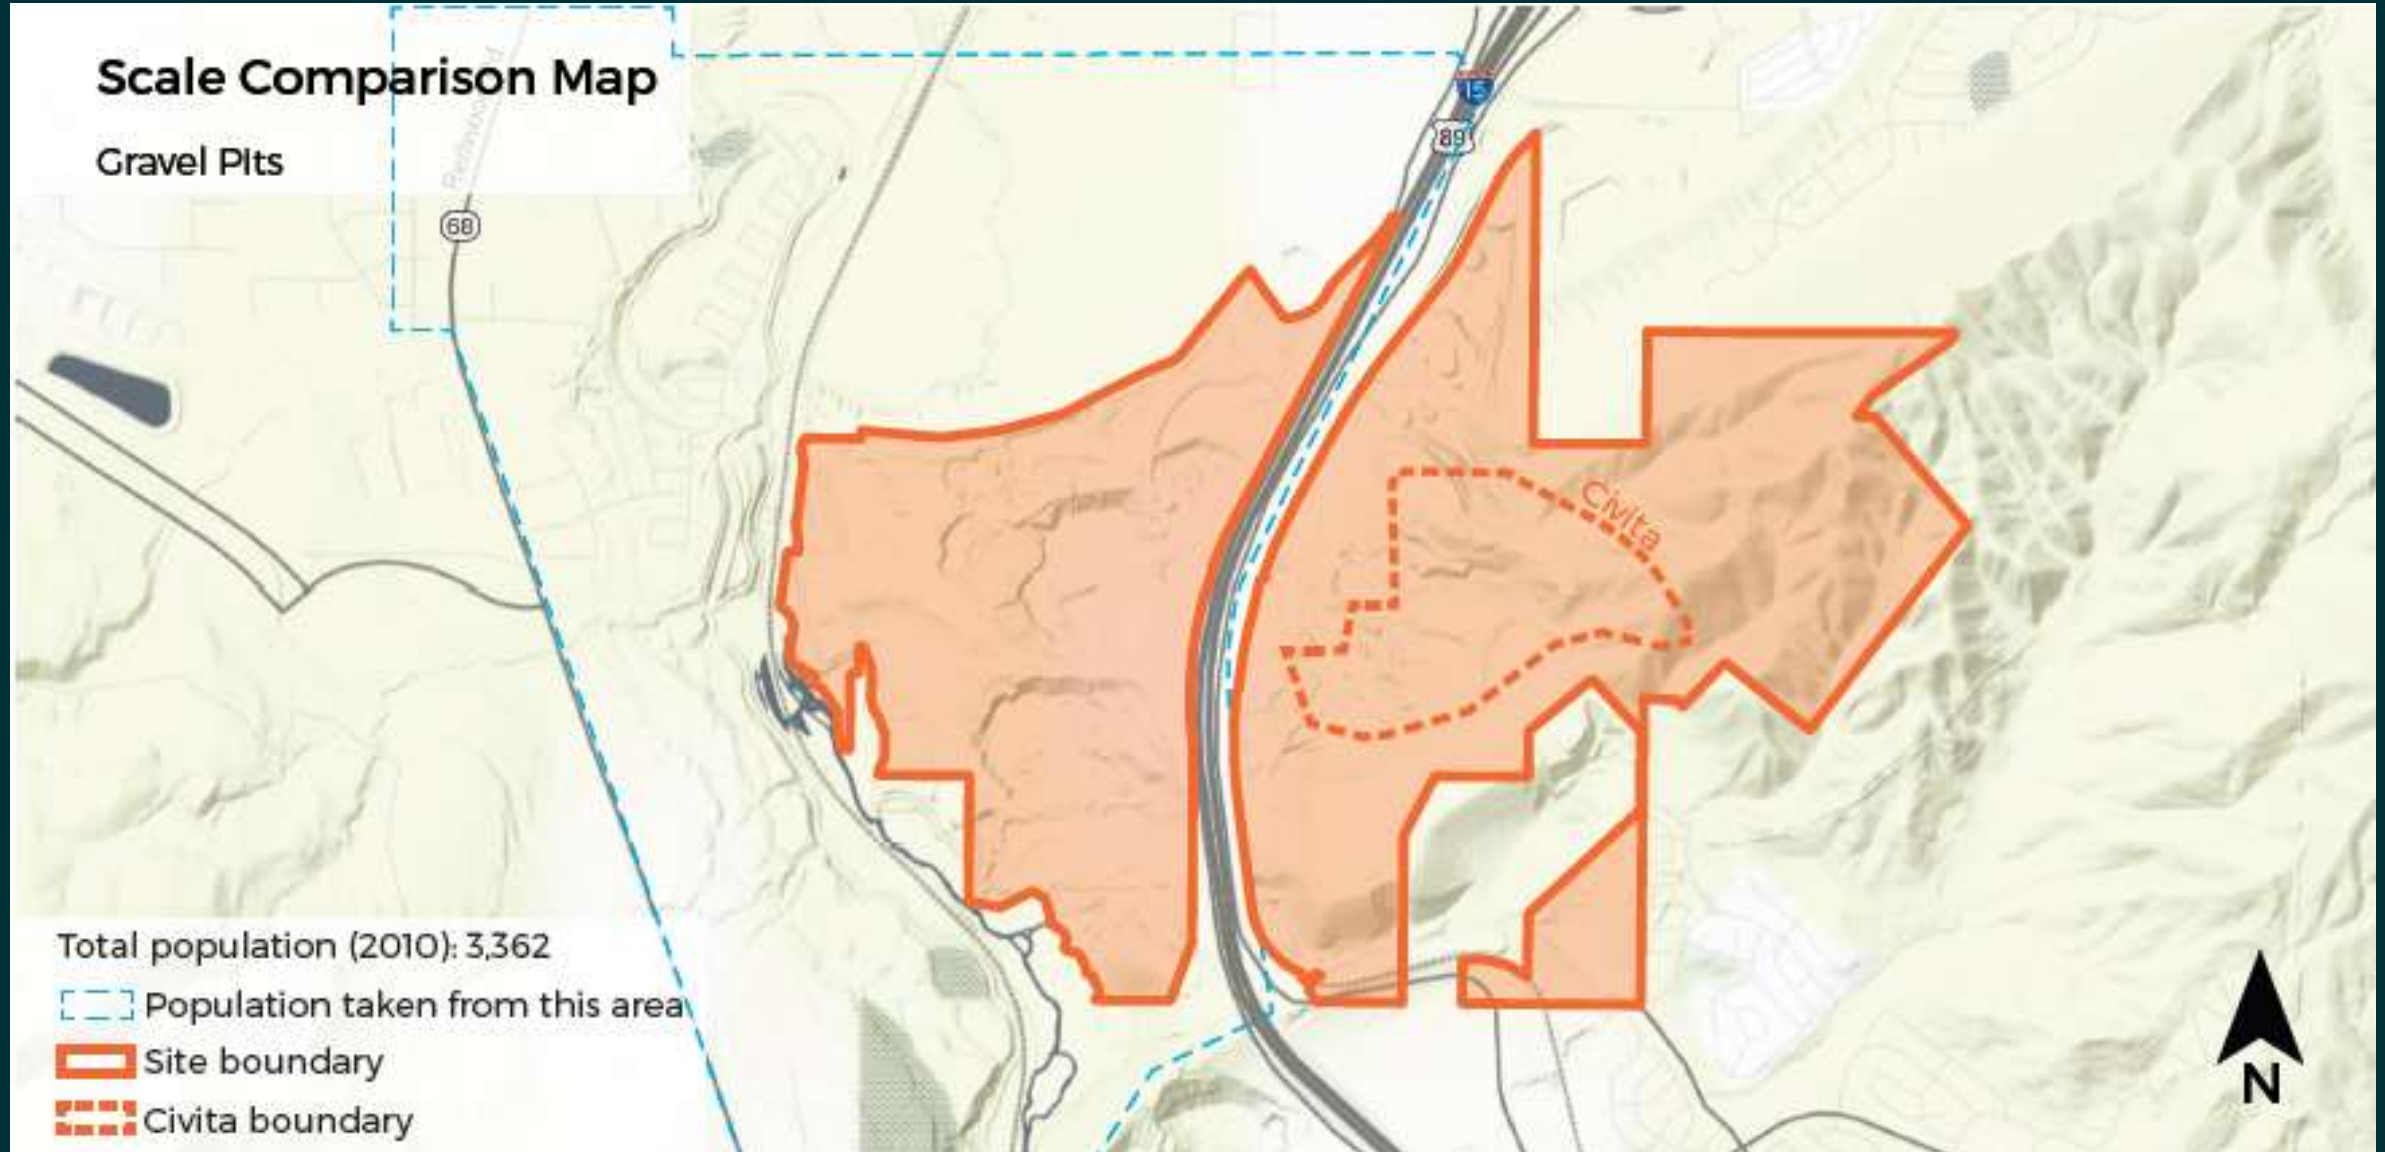 Scale Comparison Map
Gravel PIts
Redwood
68
15
89
Civita
Total population (2010): 3,362
Population taken from this area
Site boundary
Civita boundary
N